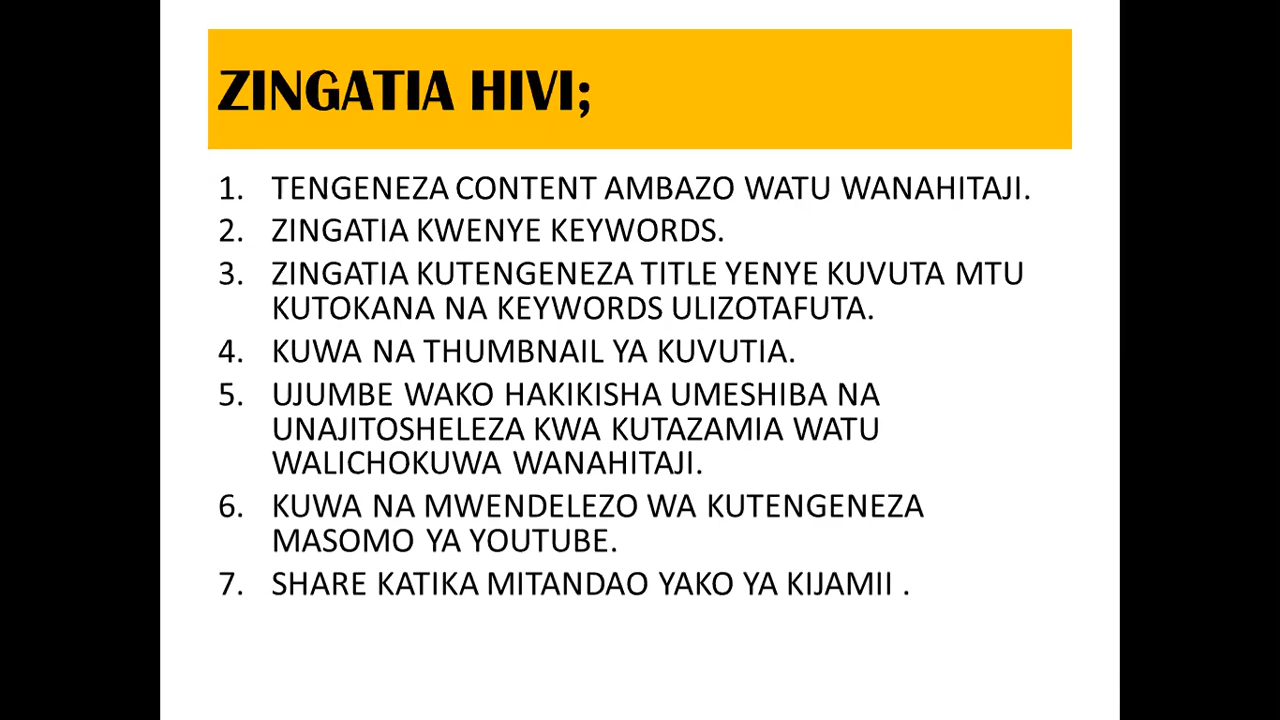 ZINGATIA HIVI;
1. TENGENEZA CONTENT AMBAZO WATU WANAHITAJI.
2. ZINGATIA KWENYE KEYWORDS.
3. ZINGATIA KUTENGENEZA TITLE YENYE KUVUTA MTU
KUTOKANA NA KEYWORDS ULIZOTAFUTA.
4. KUWA NA THUMBNAIL YA KUVUTIA.
5. UJUMBE WAKO HAKIKISHA UMESHIBA NA
UNAJITOSHELEZA KWA KUTAZAMIA WATU
WALICHOKUWA WANAHITAJI.
6. KUWA NA MWENDELEZO WA KUTENGENEZA
MASOMO YA YOUTUBE.
7. SHARE KATIKA MITANDAO YAKO YA KIJAMII .